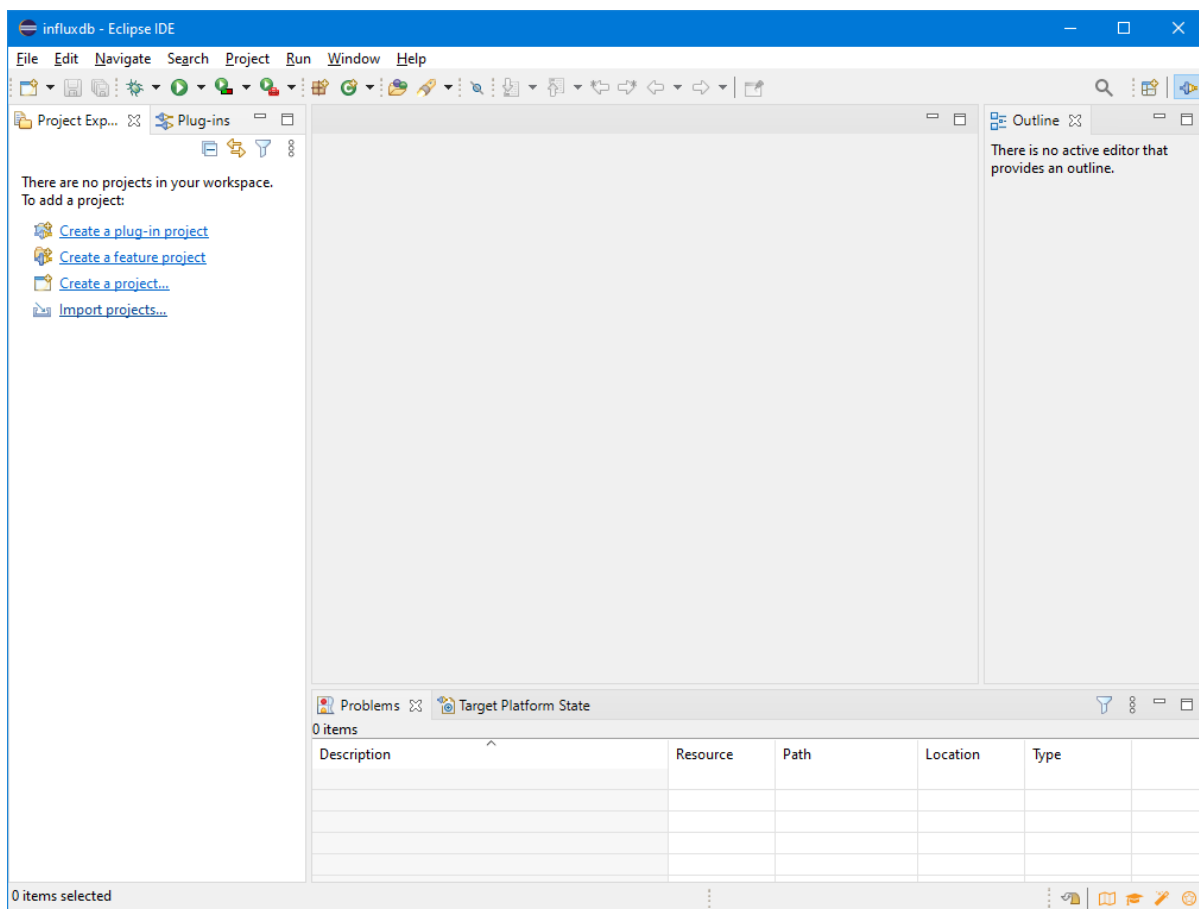 influxdb - Eclipse IDE
File Edit Navigate Search Project Run Window Help
Project Exp... Plug-ins
There are no projects in your workspace.
To add a project:
Create a plug-in project
Create a feature project
Create a project...
Import projects...
Outline
There is no active editor that
provides an outline.
Problems Target Platform State
0 items
Description Resource Path Location Type
0 items selected